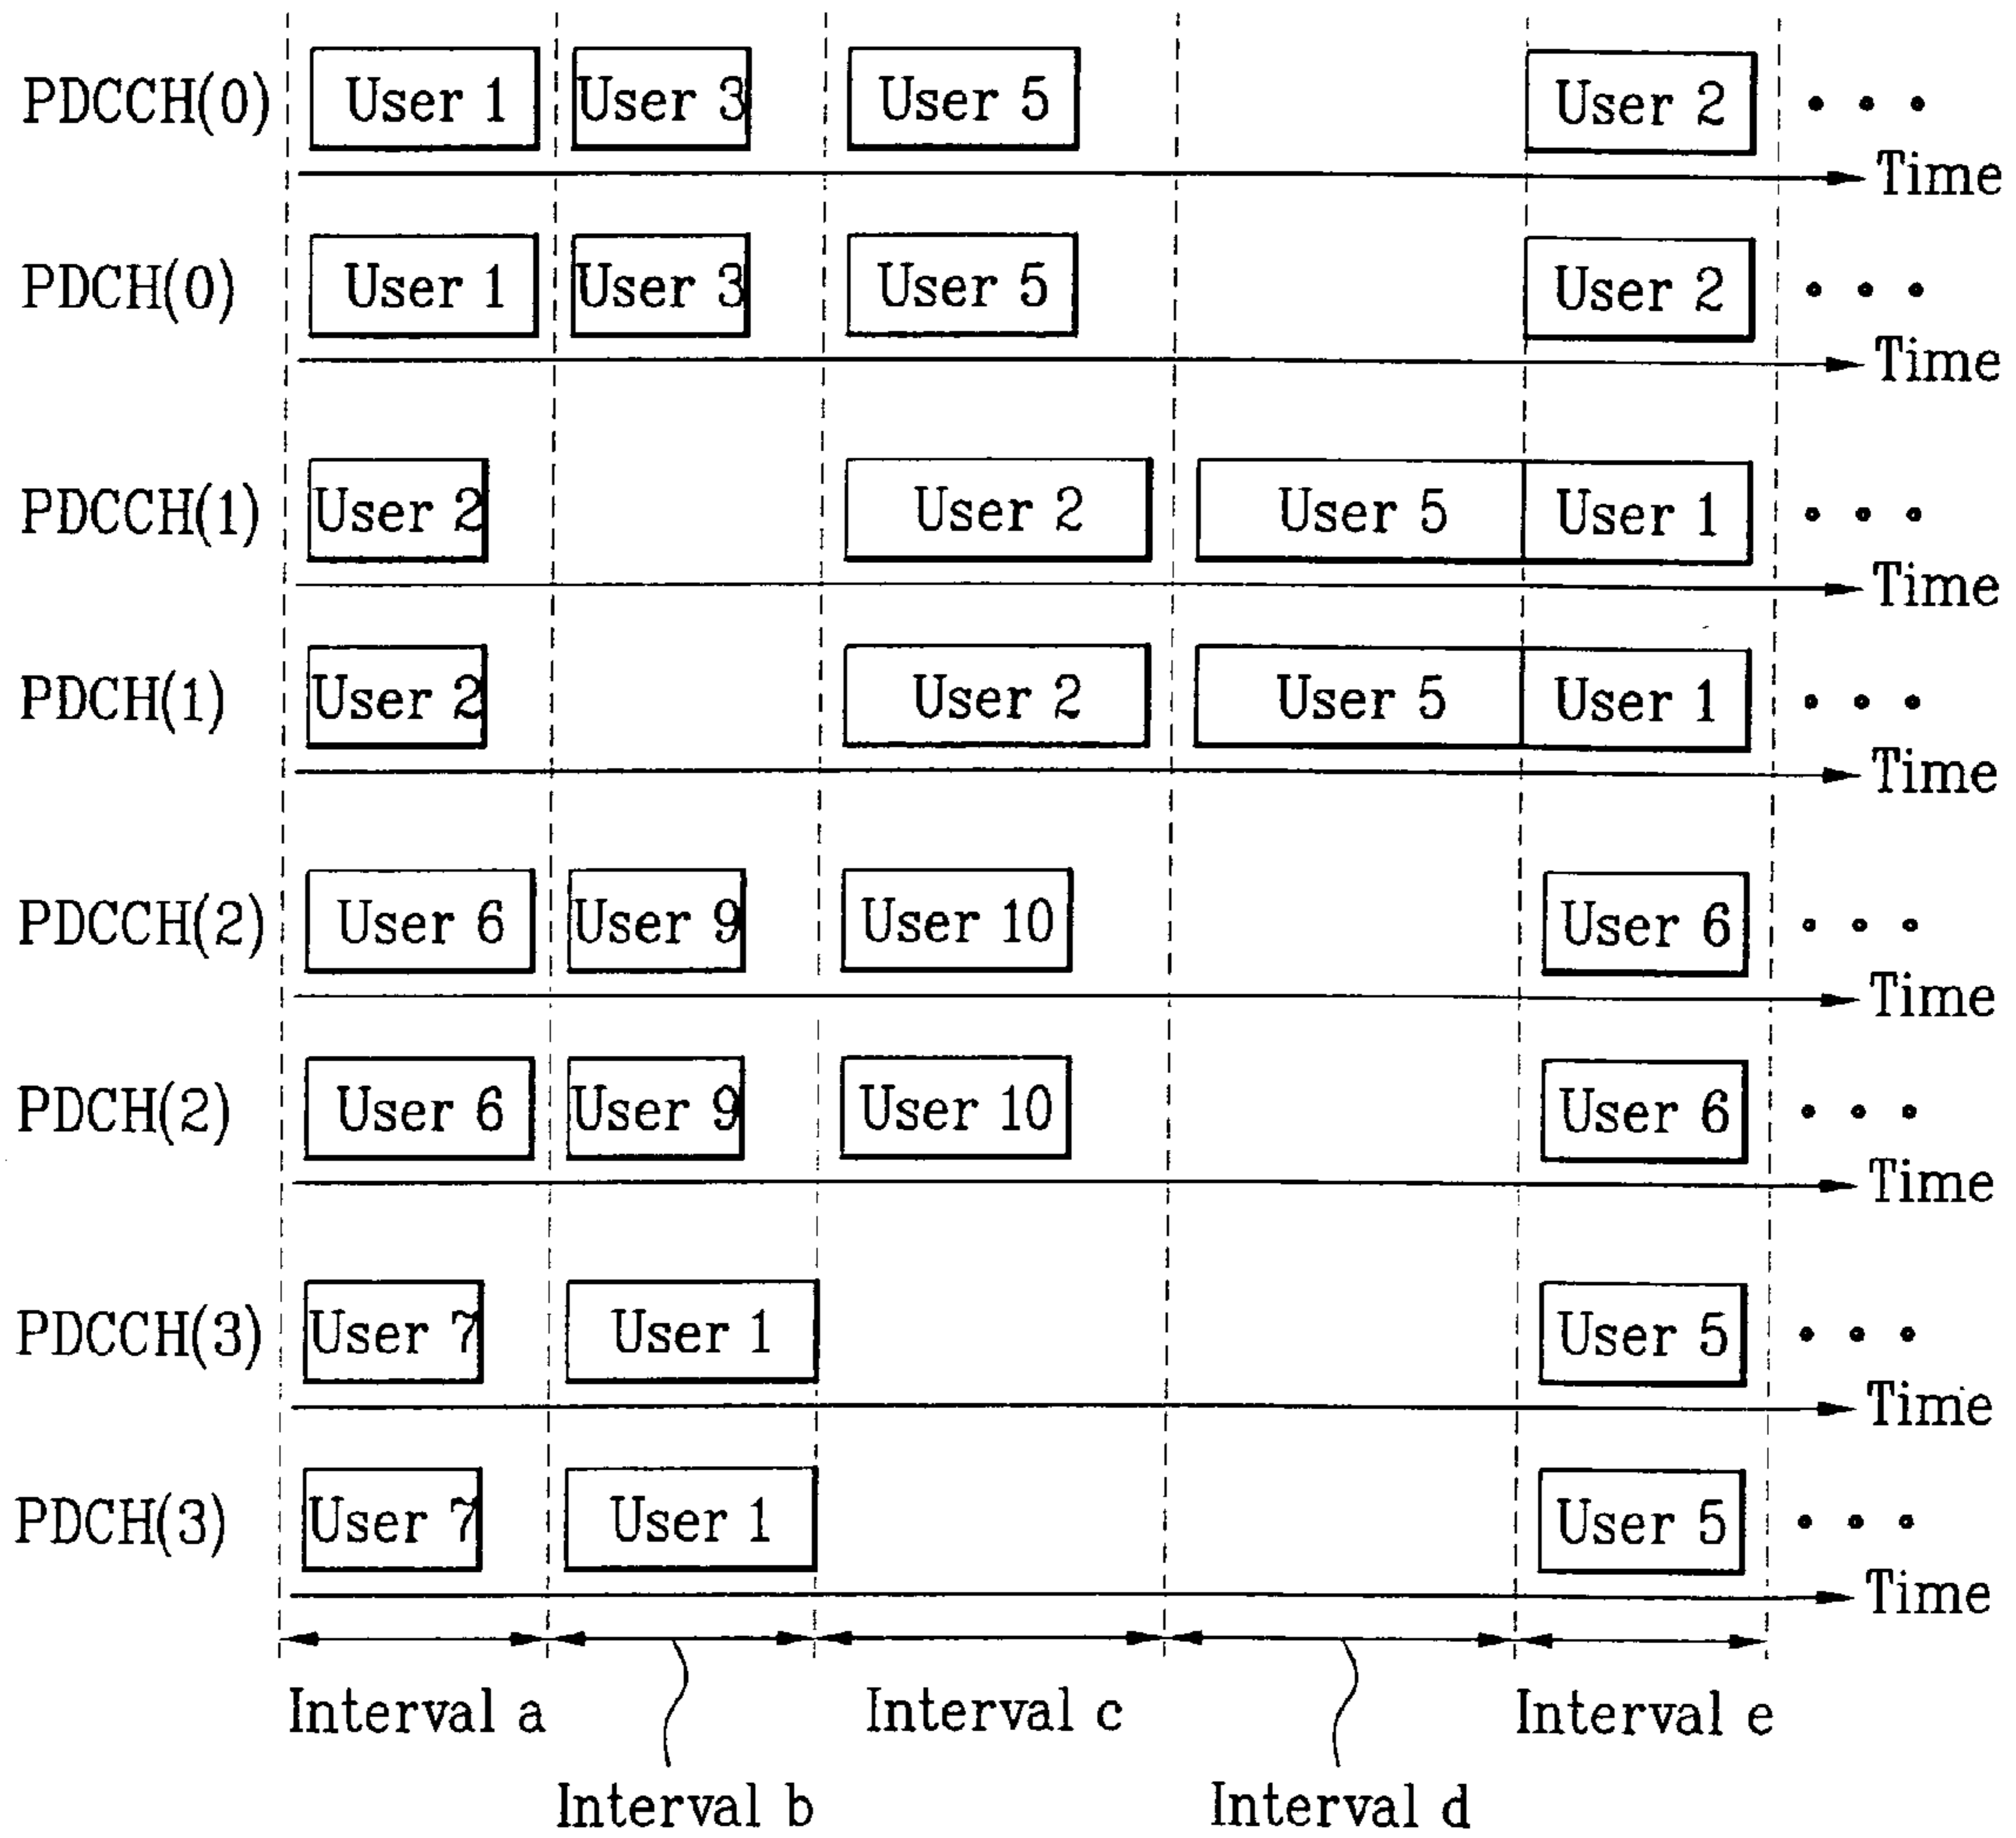 PDCCH(0) User 1 User 3 User 5 User 2 • • •
Time
PDCH(0) User 1 User 3 User 5 User 2 • • •
Time
PDCCH(1) User 2 User 2 User 5 User 1 • • •
Time
PDCH(1) User 2 User 2 User 5 User 1 • • •
Time
PDCCH(2) User 6 User 9 User 10 User 6 • • •
Time
PDCH(2) User 6 User 9 User 10 User 6 • • •
Time
PDCCH(3) User 7 User 1 User 5 • • •
Time
PDCH(3) User 7 User 1 User 5 • • •
Time
Interval a Interval c Interval e
Interval b Interval d